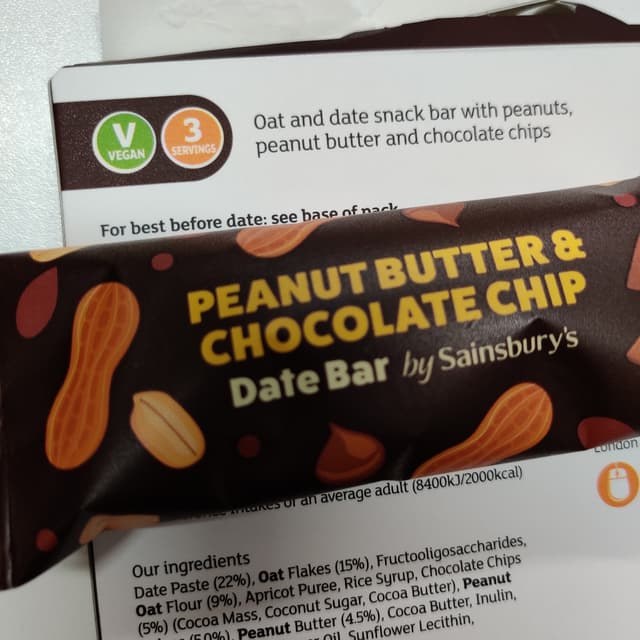 V
VEGAN
3
SERVINGS
Oat and date snack bar with peanuts,
peanut butter and chocolate chips
For best before date: see base of pack
PEANUT BUTTER &
CHOCOLATE CHIP
Date Bar by Sainsbury's
London
intakes of an average adult (8400kJ/2000kcal)
Our ingredients
Date Paste (22%), Oat Flakes (15%), Fructooligosaccharides,
Oat Flour (9%), Apricot Puree, Rice Syrup, Chocolate Chips
(5%) (Cocoa Mass, Coconut Sugar, Cocoa Butter), Peanut
(5.0%), Peanut Butter (4.5%), Cocoa Butter, Inulin,
Oil, Sunflower Lecithin,